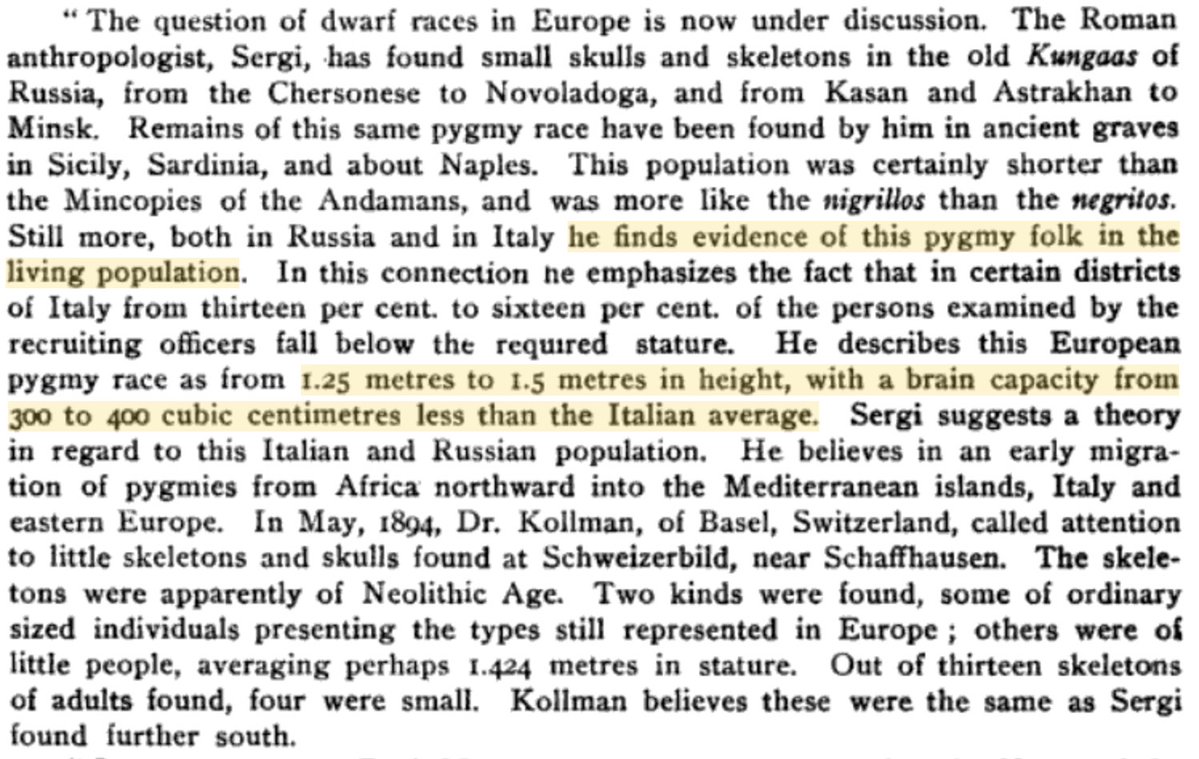 “ The question of dwarf races in Europe is now under discussion. The Roman
anthropologist, Sergi, has found small skulls and skeletons in the old Kungaas of
Russia, from the Chersonese to Novoladoga, and from Kasan and Astrakhan to
Minsk. Remains of this same pygmy race have been found by him in ancient graves
in Sicily, Sardinia, and about Naples. This population was certainly shorter than
the Mincopies of the Andamans, and was more like the nigrillos than the negritos.
Still more, both in Russia and in Italy he finds evidence of this pygmy folk in the
living population. In this connection he emphasizes the fact that in certain districts
of Italy from thirteen per cent. to sixteen per cent. of the persons examined by the
recruiting officers fall below the required stature. He describes this European
pygmy race as from 1.25 metres to 1.5 metres in height, with a brain capacity from
300 to 400 cubic centimetres less than the Italian average. Sergi suggests a theory
in regard to this Italian and Russian population. He believes in an early migra-
tion of pygmies from Africa northward into the Mediterranean islands, Italy and
eastern Europe. In May, 1894, Dr. Kollman, of Basel, Switzerland, called attention
to little skeletons and skulls found at Schweizerbild, near Schaffhausen. The skele-
tons were apparently of Neolithic Age. Two kinds were found, some of ordinary
sized individuals presenting the types still represented in Europe ; others were of
little people, averaging perhaps 1.424 metres in stature. Out of thirteen skeletons
of adults found, four were small. Kollman believes these were the same as Sergi
found further south.